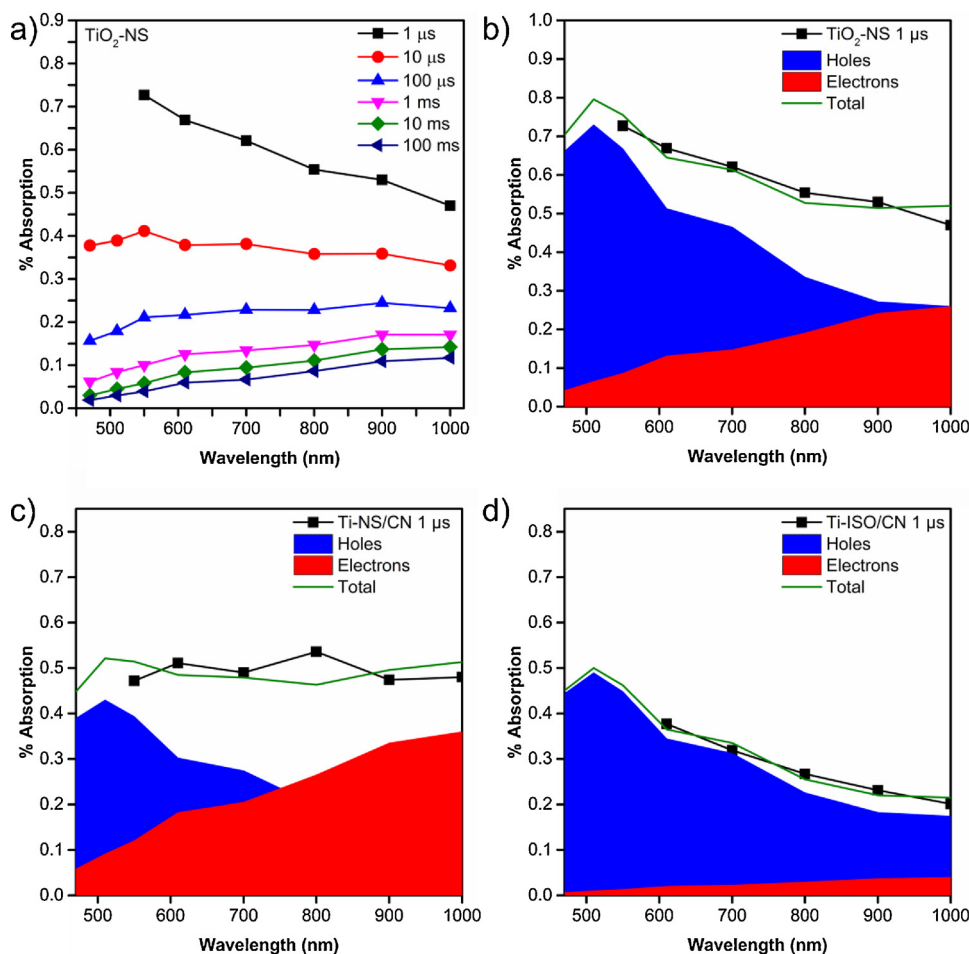 a)
TiO2-NS
1 μs
10 μs
100 μs
1 ms
10 ms
100 ms
% Absorption
0.9
0.8
0.7
0.6
0.5
0.4
0.3
0.2
0.1
0.0
500 600 700 800 900 1000
Wavelength (nm)
b)
TiO2-NS 1 μs
Holes
Electrons
Total
% Absorption
1.0
0.9
0.8
0.7
0.6
0.5
0.4
0.3
0.2
0.1
0.0
500 600 700 800 900 1000
Wavelength (nm)
c)
Ti-NS/CN 1 μs
Holes
Electrons
Total
% Absorption
0.8
0.7
0.6
0.5
0.4
0.3
0.2
0.1
0.0
500 600 700 800 900 1000
Wavelength (nm)
d)
Ti-ISO/CN 1 μs
Holes
Electrons
Total
% Absorption
0.8
0.7
0.6
0.5
0.4
0.3
0.2
0.1
0.0
500 600 700 800 900 1000
Wavelength (nm)